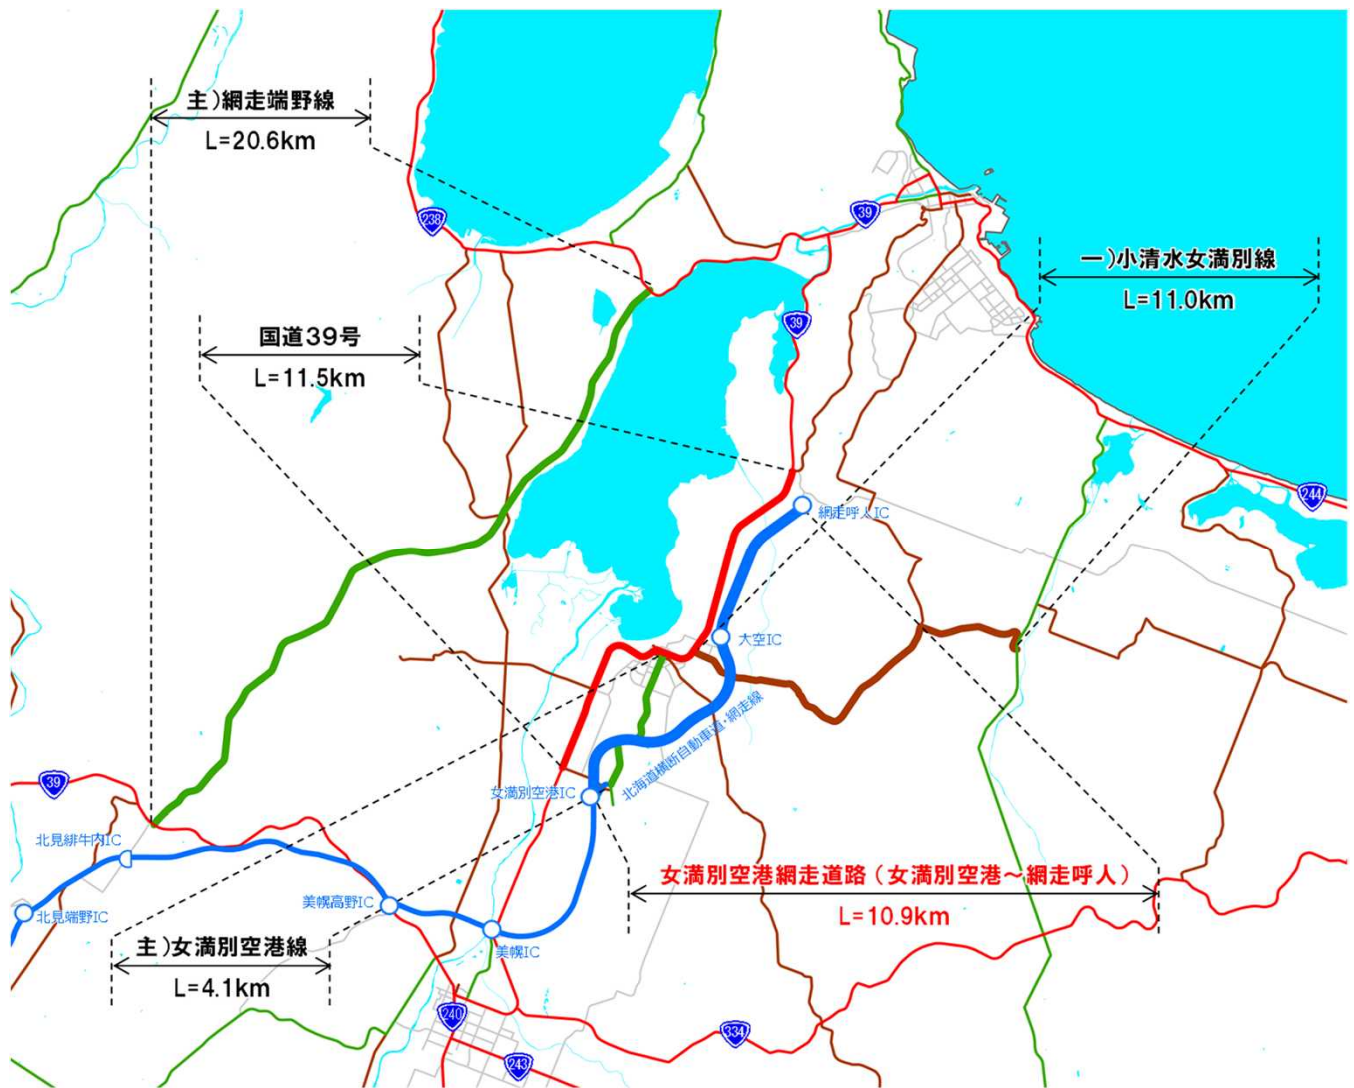 主)網走端野線
L=20.6km
238
39
一)小清水女満別線
L=11.0km
国道39号
L=11.5km
39
244
網走呼人IC
大空IC
北海道横断自動車道・網走線
女満別空港IC
39
北見緋牛内IC
美幌高野IC
北見端野IC
美幌IC
女満別空港網走道路(女満別空港~網走呼人)
L=10.9km
主)女満別空港線
L=4.1km
240
334
243